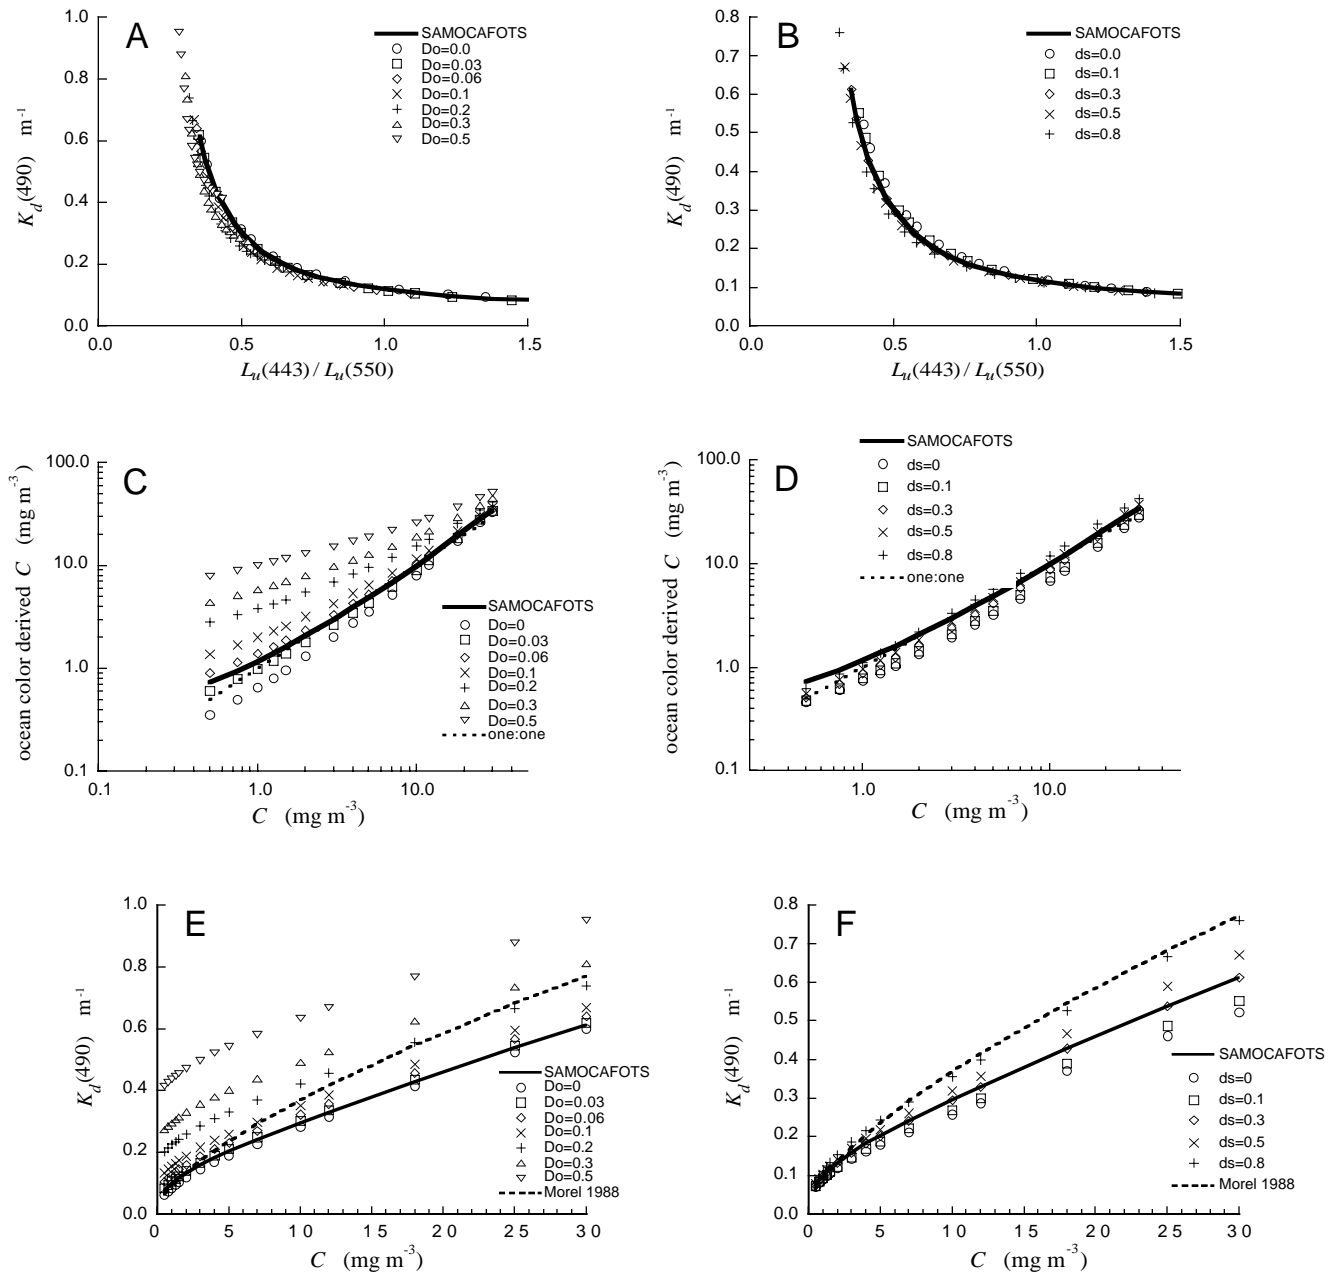 A
1.0
0.8
0.6
0.4
0.2
0.0
K_d(490) m^-1
0.0 0.5 1.0 1.5
L_u(443) / L_u(550)
SAMOCAFOTS
Do=0.0
Do=0.03
Do=0.06
Do=0.1
Do=0.2
Do=0.3
Do=0.5
B
0.8
0.7
0.6
0.5
0.4
0.3
0.2
0.1
0.0
K_d(490) m^-1
0.0 0.5 1.0 1.5
L_u(443) / L_u(550)
SAMOCAFOTS
ds=0.0
ds=0.1
ds=0.3
ds=0.5
ds=0.8
C
100.0
10.0
1.0
0.1
ocean color derived C (mg m^-3)
0.1 1.0 10.0
C (mg m^-3)
SAMOCAFOTS
Do=0
Do=0.03
Do=0.06
Do=0.1
Do=0.2
Do=0.3
Do=0.5
one:one
D
100.0
10.0
1.0
0.1
ocean color derived C (mg m^-3)
1.0 10.0
C (mg m^-3)
SAMOCAFOTS
ds=0
ds=0.1
ds=0.3
ds=0.5
ds=0.8
one:one
E
1.0
0.8
0.6
0.4
0.2
0.0
K_d(490) m^-1
0 5 10 15 20 25 30
C (mg m^-3)
SAMOCAFOTS
Do=0
Do=0.03
Do=0.06
Do=0.1
Do=0.2
Do=0.3
Do=0.5
Morel 1988
F
0.8
0.7
0.6
0.5
0.4
0.3
0.2
0.1
0.0
K_d(490) m^-1
0 5 10 15 20 25 30
C (mg m^-3)
SAMOCAFOTS
ds=0
ds=0.1
ds=0.3
ds=0.5
ds=0.8
Morel 1988